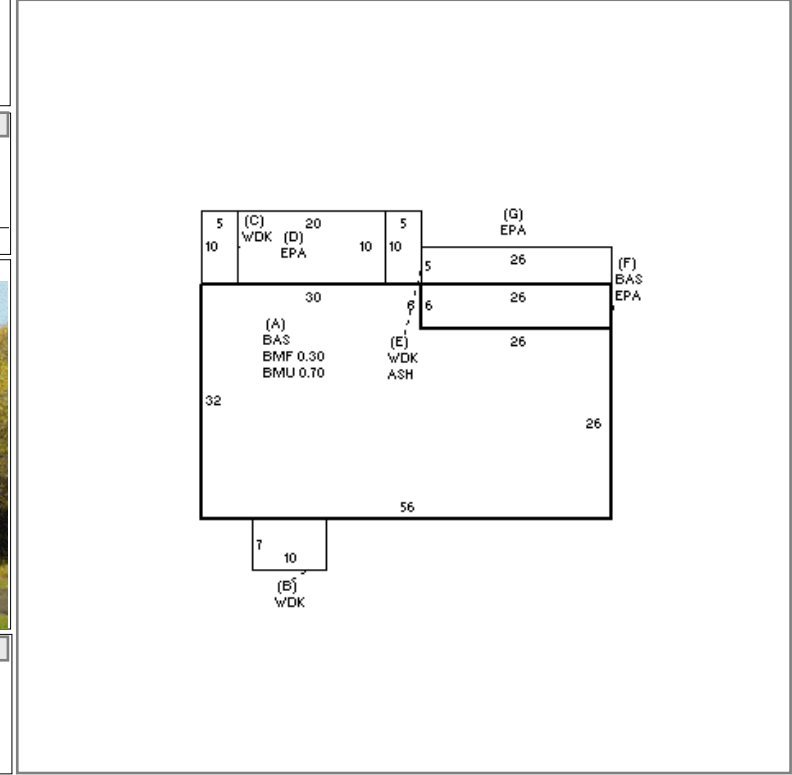 (G)
EPA
5
(C)
20
5
10
WDK
(D)
EPA
10
10
26
5
(F)
BAS
EPA
30
6
6
26
(A)
BAS
BMF 0.30
BMU 0.70
(E)
WDK
ASH
26
32
26
56
7
10
(B)
WDK